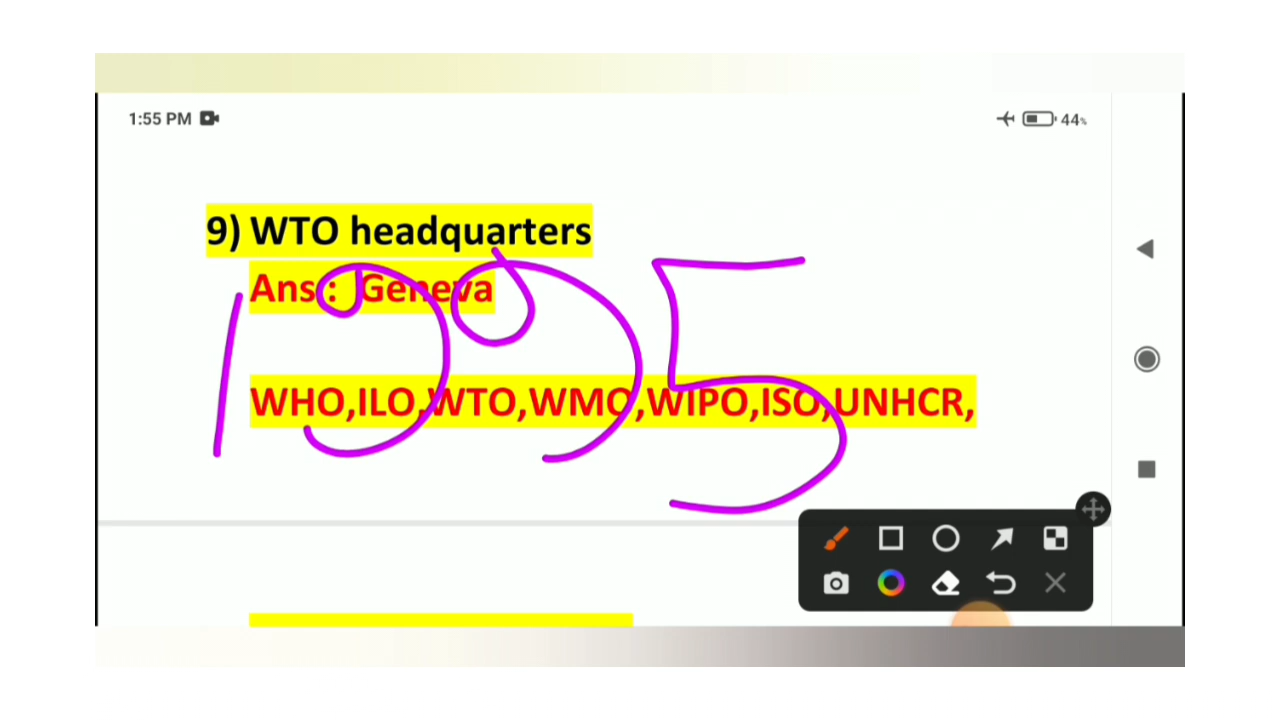 1:55 PM 44%
9) WTO headquarters
Ans : Geneva
1995
WHO,ILO,WTO,WMO,WIPO,ISO,UNHCR,